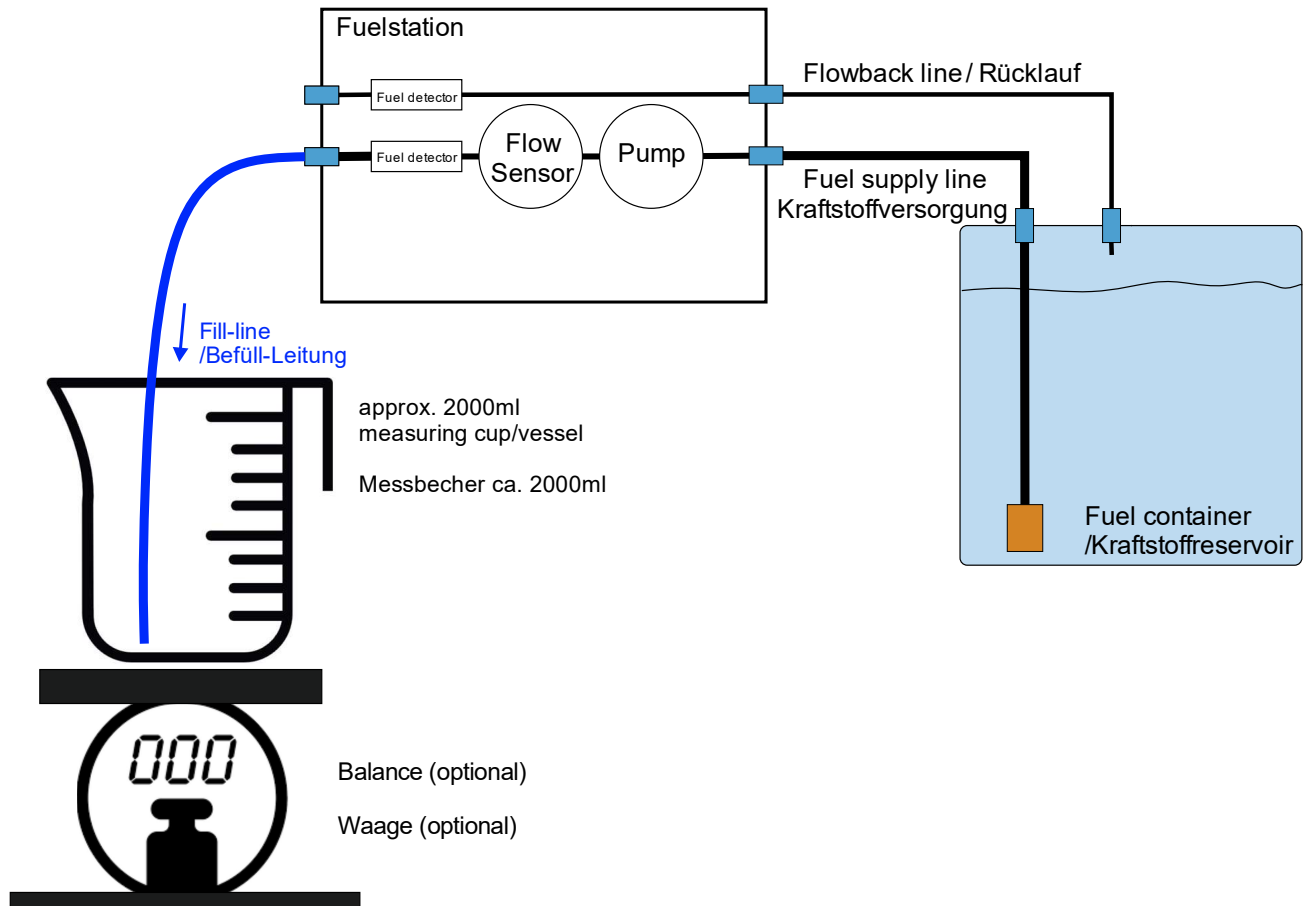 Fuelstation
Flowback line / Rücklauf
Fuel detector
Fuel detector
Flow
Sensor
Pump
Fuel supply line
Kraftstoffversorgung
Fill-line
/Befüll-Leitung
approx. 2000ml
measuring cup/vessel
Messbecher ca. 2000ml
Fuel container
/Kraftstoffreservoir
000
Balance (optional)
Waage (optional)